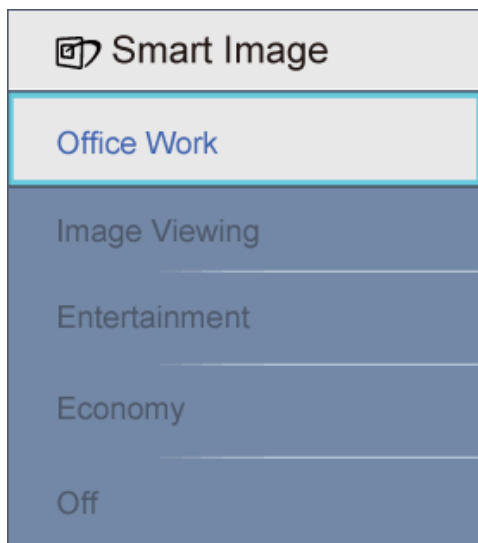 Smart Image
Office Work
Image Viewing
Entertainment
Economy
Off